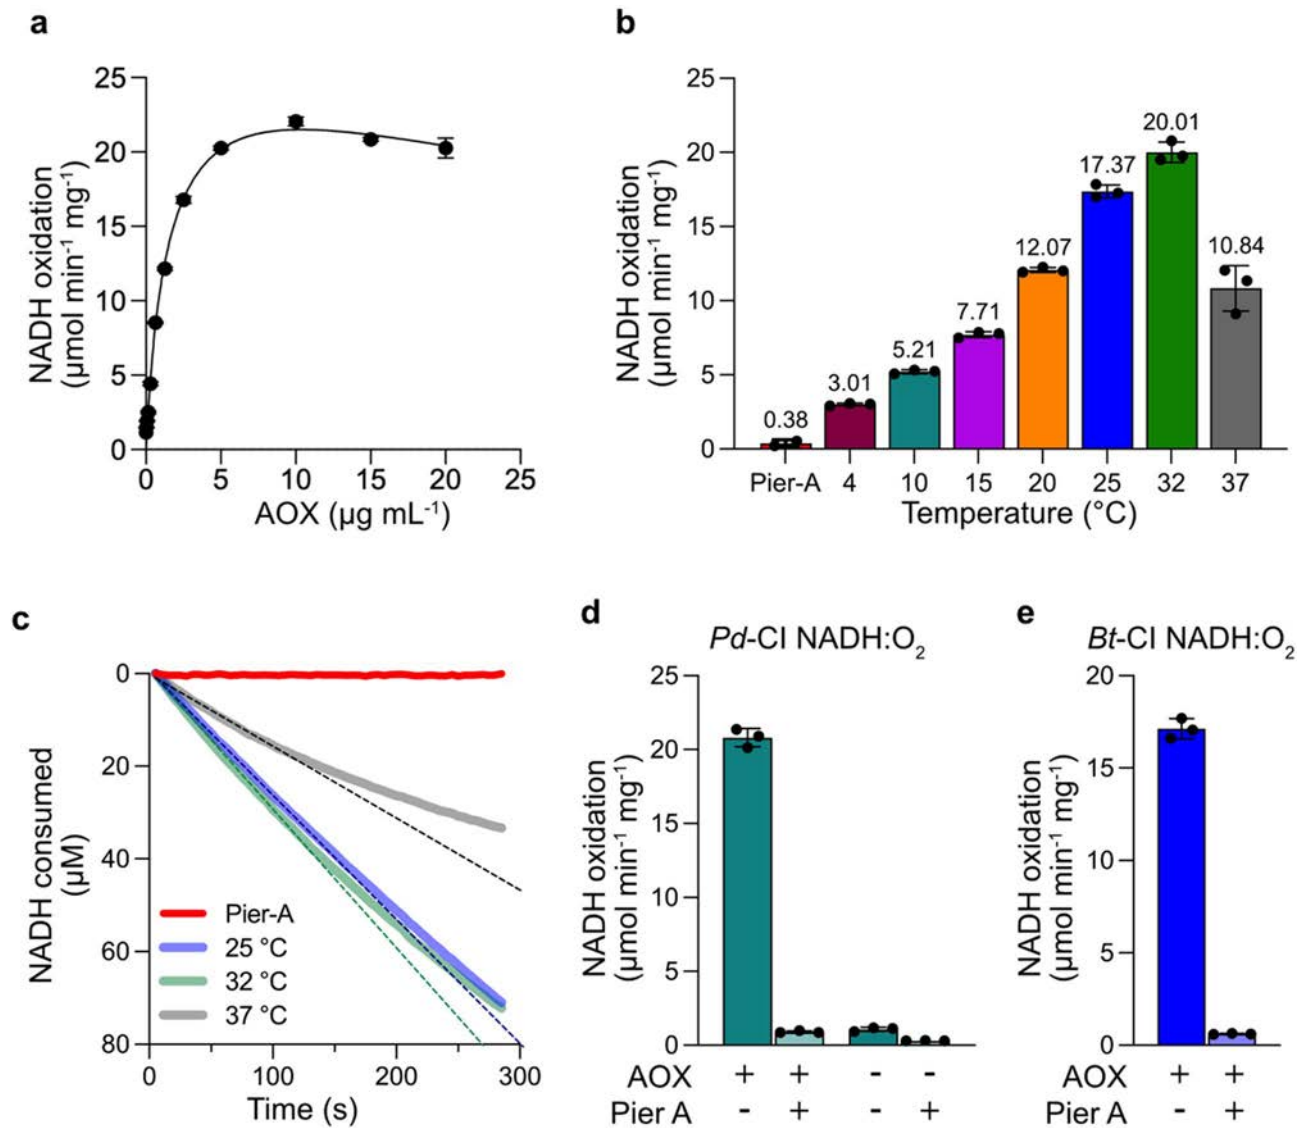 a
25
20
15
10
5
0
NADH oxidation
(µmol min-1 mg-1)
0 5 10 15 20 25
AOX (µg mL-1)
b
25
20
15
10
5
0
NADH oxidation
(µmol min-1 mg-1)
0.38
3.01
5.21
7.71
12.07
17.37
20.01
10.84
Pier-A 4 10 15 20 25 32 37
Temperature (°C)
c
0
20
40
60
80
NADH consumed
(µM)
Pier-A
25 °C
32 °C
37 °C
0 100 200 300
Time (s)
d
Pd-CI NADH:O2
25
20
15
10
5
0
NADH oxidation
(µmol min-1 mg-1)
AOX + + - -
Pier A - + - +
e
Bt-CI NADH:O2
20
15
10
5
0
NADH oxidation
(µmol min-1 mg-1)
AOX + +
Pier A - +